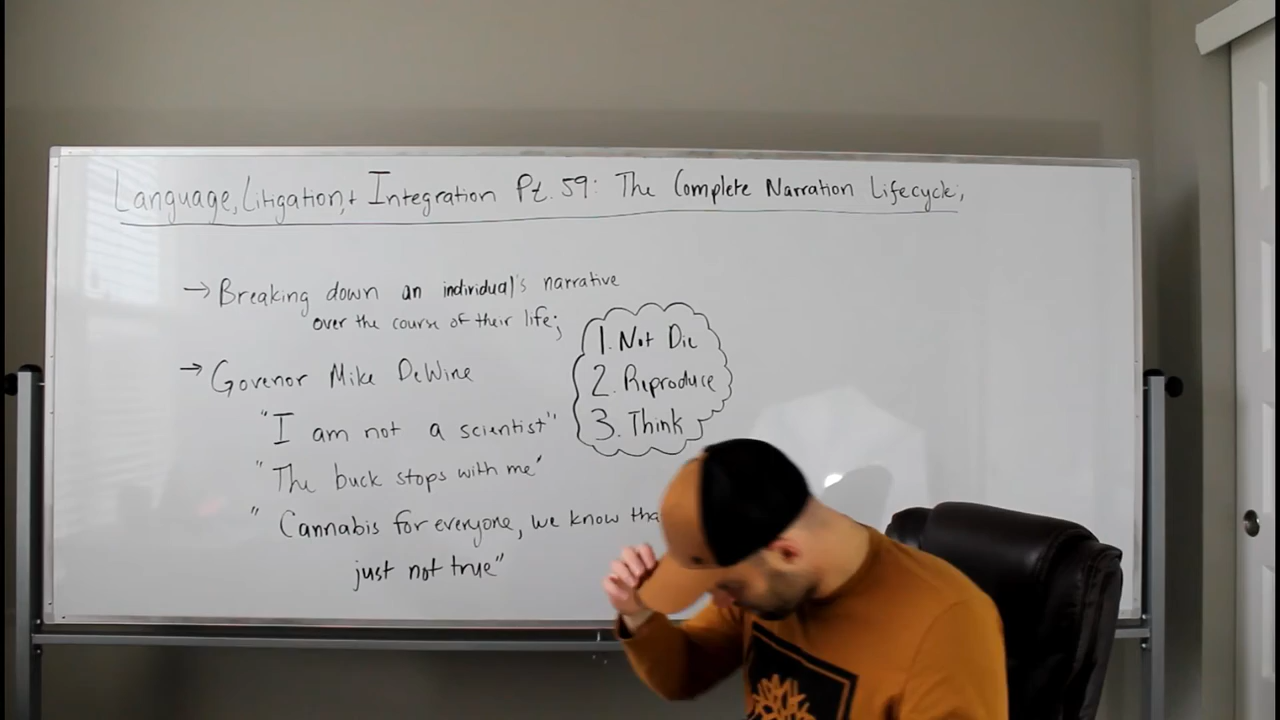 Language, Litigation, + Integration Pt. 59: The Complete Narration Lifecycle;
→ Breaking down an individual's narrative
over the course of their life;
→ Govenor Mike DeWine
"I am not a scientist"
"The buck stops with me"
"Cannabis for everyone, we know
just not true"
1. Not Die
2. Reproduce
3. Think